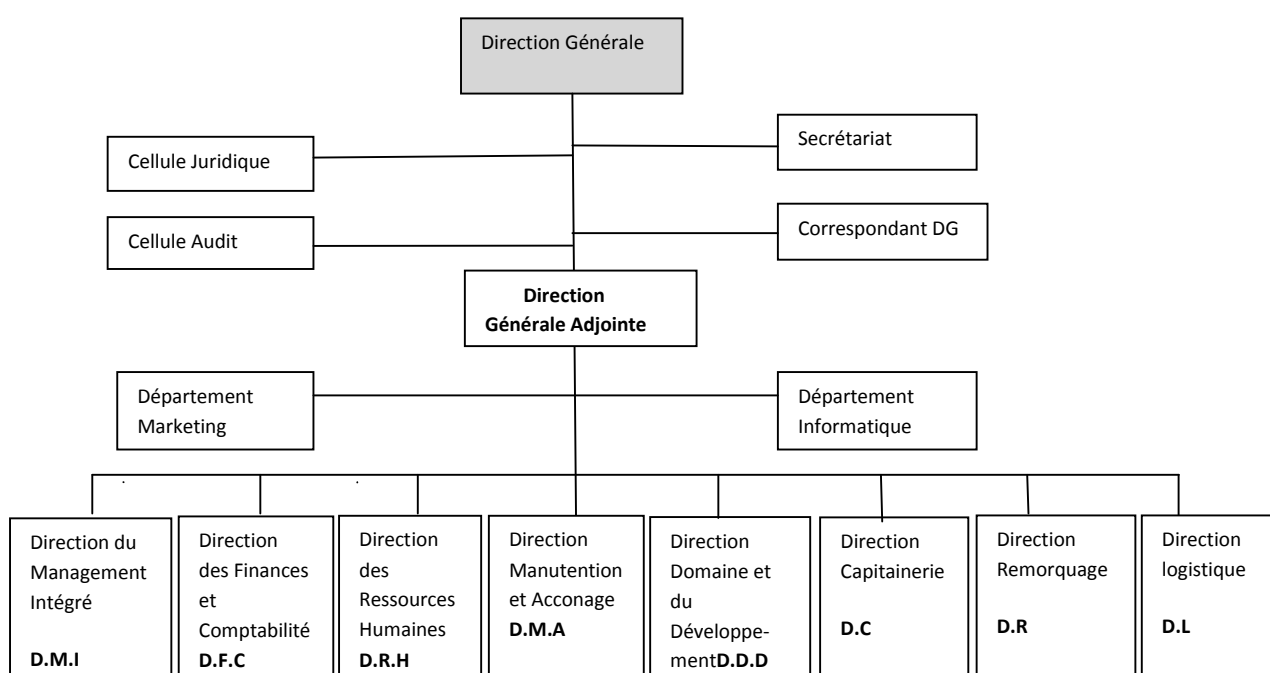 Direction Générale
Cellule Juridique
Secrétariat
Cellule Audit
Correspondant DG
Direction
Générale Adjointe
Département
Marketing
Département
Informatique
Direction du
Management
Intégré
D.M.I
Direction
des Finances
et
Comptabilité
D.F.C
Direction
des
Ressources
Humaines
D.R.H
Direction
Manutention
et Acconage
D.M.A
Direction
Domaine et
du
Développe-
mentD.D.D
Direction
Capitainerie
D.C
Direction
Remorquage
D.R
Direction
logistique
D.L